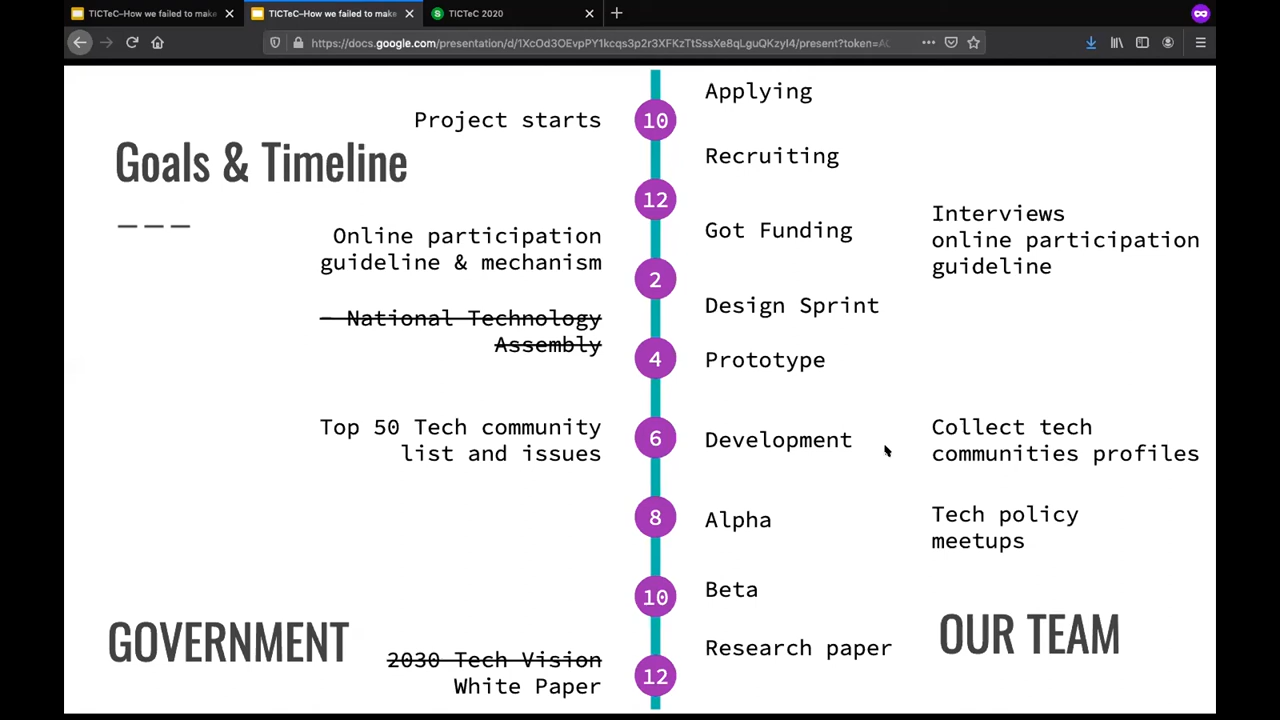 TICTeC–How we failed to make
TICTeC–How we failed to make
TICTeC 2020
https://docs.google.com/presentation/d/1XcOd3OEvpPY1kcqs3p2r3XFKzTtSssXe8qLguQKzyI4/present?token=AC
Goals & Timeline
Project starts
Online participation
guideline & mechanism
– National Technology
Assembly
Top 50 Tech community
list and issues
2030 Tech Vision
White Paper
GOVERNMENT
10
12
2
4
6
8
10
12
Applying
Recruiting
Got Funding
Design Sprint
Prototype
Development
Alpha
Beta
Research paper
Interviews
online participation
guideline
Collect tech
communities profiles
Tech policy
meetups
OUR TEAM